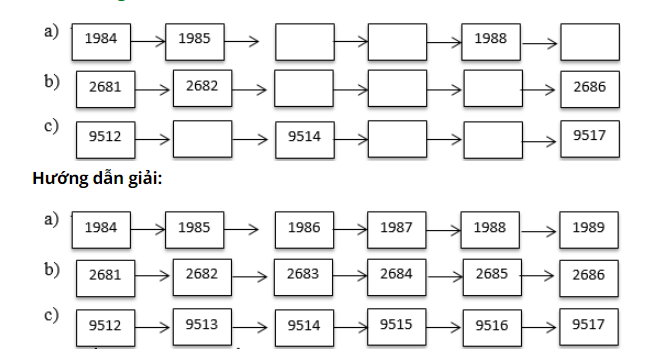 a) 1984 1985 1988
b) 2681 2682 2686
c) 9512 9514 9517
Hướng dẫn giải:
a) 1984 1985 1986 1987 1988 1989
b) 2681 2682 2683 2684 2685 2686
c) 9512 9513 9514 9515 9516 9517